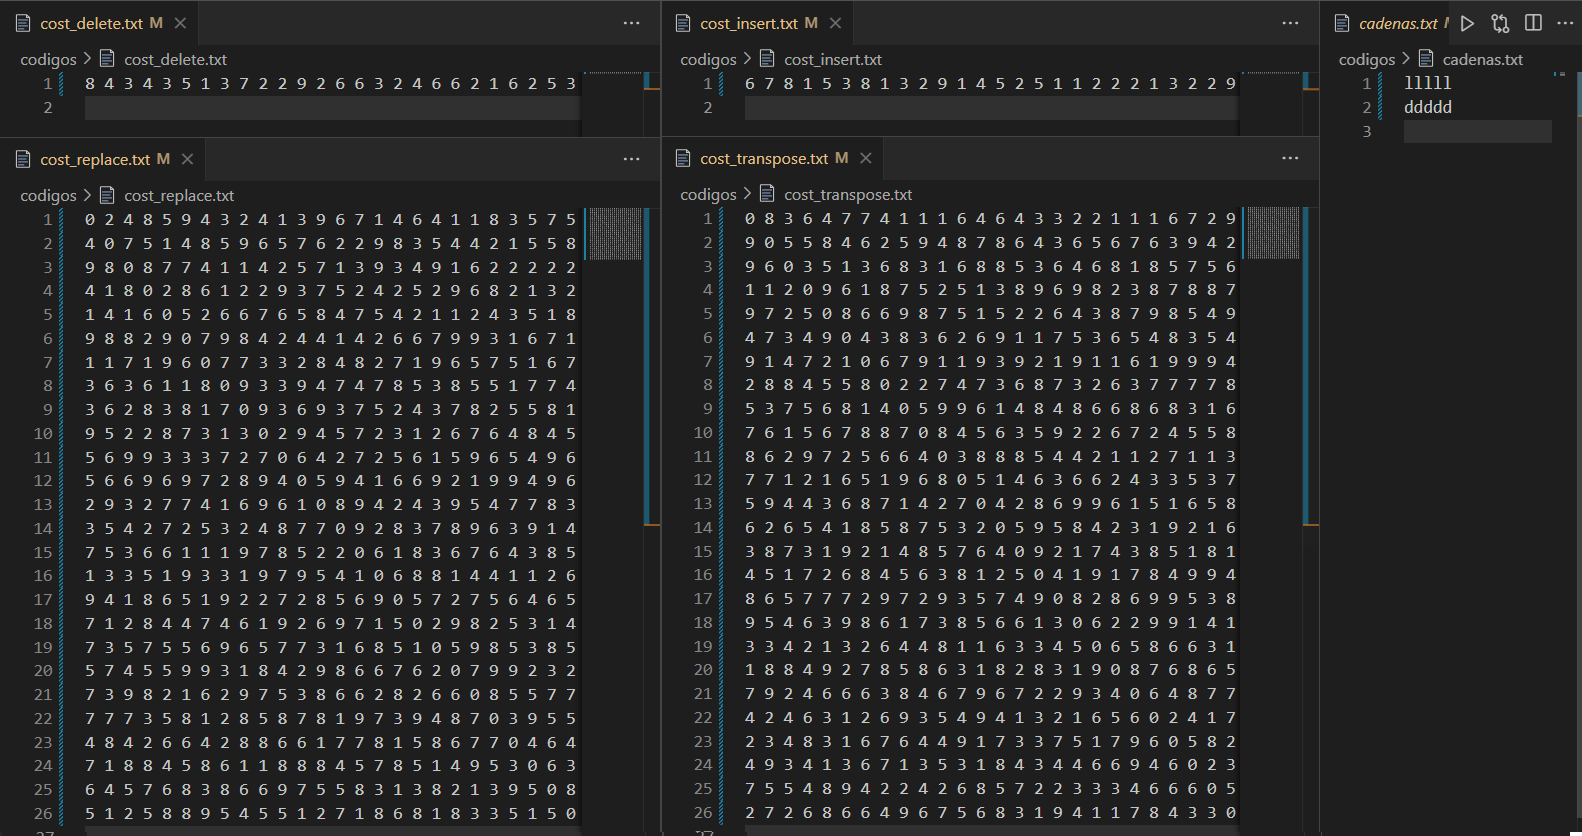 cost_delete.txt M
codigos > cost_delete.txt
1 8 4 3 4 3 5 1 3 7 2 2 9 2 6 6 3 2 4 6 6 2 1 6 2 5 3
2
cost_insert.txt M
codigos > cost_insert.txt
1 6 7 8 1 5 3 8 1 3 2 9 1 4 5 2 5 1 1 2 2 2 1 3 2 2 9
2
cadenas.txt
codigos > cadenas.txt
1 lllll
2 ddddd
3
cost_replace.txt M
codigos > cost_replace.txt
1 0 2 4 8 5 9 4 3 2 4 1 3 9 6 7 1 4 6 4 1 1 8 3 5 7 5
2 4 0 7 5 1 4 8 5 9 6 5 7 6 2 2 9 8 3 5 4 4 2 1 5 5 8
3 9 8 0 8 7 7 4 1 1 4 2 5 7 1 3 9 3 4 9 1 6 2 2 2 2 2
4 4 1 8 0 2 8 6 1 2 2 9 3 7 5 2 4 2 5 2 9 6 8 2 1 3 2
5 1 4 1 6 0 5 2 6 6 7 6 5 8 4 7 5 4 2 1 1 2 4 3 5 1 8
6 9 8 8 2 9 0 7 9 8 4 2 4 4 1 4 2 6 6 7 9 9 3 1 6 7 1
7 1 1 7 1 9 6 0 7 7 3 3 2 8 4 8 2 7 1 9 6 5 7 5 1 6 7
8 3 6 3 6 1 1 8 0 9 3 3 9 4 7 4 7 8 5 3 8 5 5 1 7 7 4
9 3 6 2 8 3 8 1 7 0 9 3 6 9 3 7 5 2 4 3 7 8 2 5 5 8 1
10 9 5 2 2 8 7 3 1 3 0 2 9 4 5 7 2 3 1 2 6 7 6 4 8 4 5
11 5 6 9 9 3 3 3 7 2 7 0 6 4 2 7 2 5 6 1 5 9 6 5 4 9 6
12 5 6 6 9 6 9 7 2 8 9 4 0 5 9 4 1 6 6 9 2 1 9 9 4 9 6
13 2 9 3 2 7 7 4 1 6 9 6 1 0 8 9 4 2 4 3 9 5 4 7 7 8 3
14 3 5 4 2 7 2 5 3 2 4 8 7 7 0 9 2 8 3 7 8 9 6 3 9 1 4
15 7 5 3 6 6 1 1 1 9 7 8 5 2 2 0 6 1 8 3 6 7 6 4 3 8 5
16 1 3 3 5 1 9 3 3 1 9 7 9 5 4 1 0 6 8 8 1 4 4 1 1 2 6
17 9 4 1 8 6 5 1 9 2 2 7 2 8 5 6 9 0 5 7 2 7 5 6 4 6 5
18 7 1 2 8 4 4 7 4 6 1 9 2 6 9 7 1 5 0 2 9 8 2 5 3 1 4
19 7 3 5 7 5 5 6 9 6 5 7 7 3 1 6 8 5 1 0 5 9 8 5 3 8 5
20 5 7 4 5 5 9 9 3 1 8 4 2 9 8 6 6 7 6 2 0 7 9 9 2 3 2
21 7 3 9 8 2 1 6 2 9 7 5 3 8 6 6 2 8 2 6 6 0 8 5 5 7 7
22 7 7 7 3 5 8 1 2 8 5 8 7 8 1 9 7 3 9 4 8 7 0 3 9 5 5
23 4 8 4 2 6 6 4 2 8 8 6 6 1 7 7 8 1 5 8 6 7 7 0 4 6 4
24 7 1 8 8 4 5 8 6 1 1 8 8 8 4 5 7 8 5 1 4 9 5 3 0 6 3
25 6 4 5 7 6 8 3 8 6 6 9 7 5 5 8 3 1 3 8 2 1 3 9 5 0 8
26 5 1 2 5 8 8 9 5 4 5 5 1 2 7 1 8 6 8 1 8 3 3 5 1 5 0
cost_transpose.txt M
codigos > cost_transpose.txt
1 0 8 3 6 4 7 7 4 1 1 1 6 4 6 4 3 3 2 2 1 1 1 6 7 2 9
2 9 0 5 5 8 4 6 2 5 9 4 8 7 8 6 4 3 6 5 6 7 6 3 9 4 2
3 9 6 0 3 5 1 3 6 8 3 1 6 8 8 5 3 6 4 6 8 1 8 5 7 5 6
4 1 1 2 0 9 6 1 8 7 5 2 5 1 3 8 9 6 9 8 2 3 8 7 8 8 7
5 9 7 2 5 0 8 6 6 9 8 7 5 1 5 2 2 6 4 3 8 7 9 8 5 4 9
6 4 7 3 4 9 0 4 3 8 3 6 2 6 9 1 1 7 5 3 6 5 4 8 3 5 4
7 9 1 4 7 2 1 0 6 7 9 1 1 9 3 9 2 1 9 1 1 6 1 9 9 9 4
8 2 8 8 4 5 5 8 0 2 2 7 4 7 3 6 8 7 3 2 6 3 7 7 7 7 8
9 5 3 7 5 6 8 1 4 0 5 9 9 6 1 4 8 4 8 6 6 8 6 8 3 1 6
10 7 6 1 5 6 7 8 8 7 0 8 4 5 6 3 5 9 2 2 6 7 2 4 5 5 8
11 8 6 2 9 7 2 5 6 6 4 0 3 8 8 8 5 4 4 2 1 1 2 7 1 1 3
12 7 7 1 2 1 6 5 1 9 6 8 0 5 1 4 6 3 6 6 2 4 3 3 5 3 7
13 5 9 4 4 3 6 8 7 1 4 2 7 0 4 2 8 6 9 9 6 1 5 1 6 5 8
14 6 2 6 5 4 1 8 5 8 7 5 3 2 0 5 9 5 8 4 2 3 1 9 2 1 6
15 3 8 7 3 1 9 2 1 4 8 5 7 6 4 0 9 2 1 7 4 3 8 5 1 8 1
16 4 5 1 7 2 6 8 4 5 6 3 8 1 2 5 0 4 1 9 1 7 8 4 9 9 4
17 8 6 5 7 7 7 2 9 7 2 9 3 5 7 4 9 0 8 2 8 6 9 9 5 3 8
18 9 5 4 6 3 9 8 6 1 7 3 8 5 6 6 1 3 0 6 2 2 9 9 1 4 1
19 3 3 4 2 1 3 2 6 4 4 8 1 1 6 3 3 4 5 0 6 5 8 6 6 3 1
20 1 8 8 4 9 2 7 8 5 8 6 3 1 8 2 8 3 1 9 0 8 7 6 8 6 5
21 7 9 2 4 6 6 6 3 8 4 6 7 9 6 7 2 2 9 3 4 0 6 4 8 7 7
22 4 2 4 6 3 1 2 6 9 3 5 4 9 4 1 3 2 1 6 5 6 0 2 4 1 7
23 2 3 4 8 3 1 6 7 6 4 4 9 1 7 3 3 7 5 1 7 9 6 0 5 8 2
24 4 9 3 4 1 3 6 7 1 3 5 3 1 8 4 3 4 4 6 6 9 4 6 0 2 3
25 7 5 5 4 8 9 4 2 2 4 2 6 8 5 7 2 2 3 3 3 4 6 6 6 0 5
26 2 7 2 6 8 6 6 4 9 6 7 5 6 8 3 1 9 4 1 1 7 8 4 3 3 0